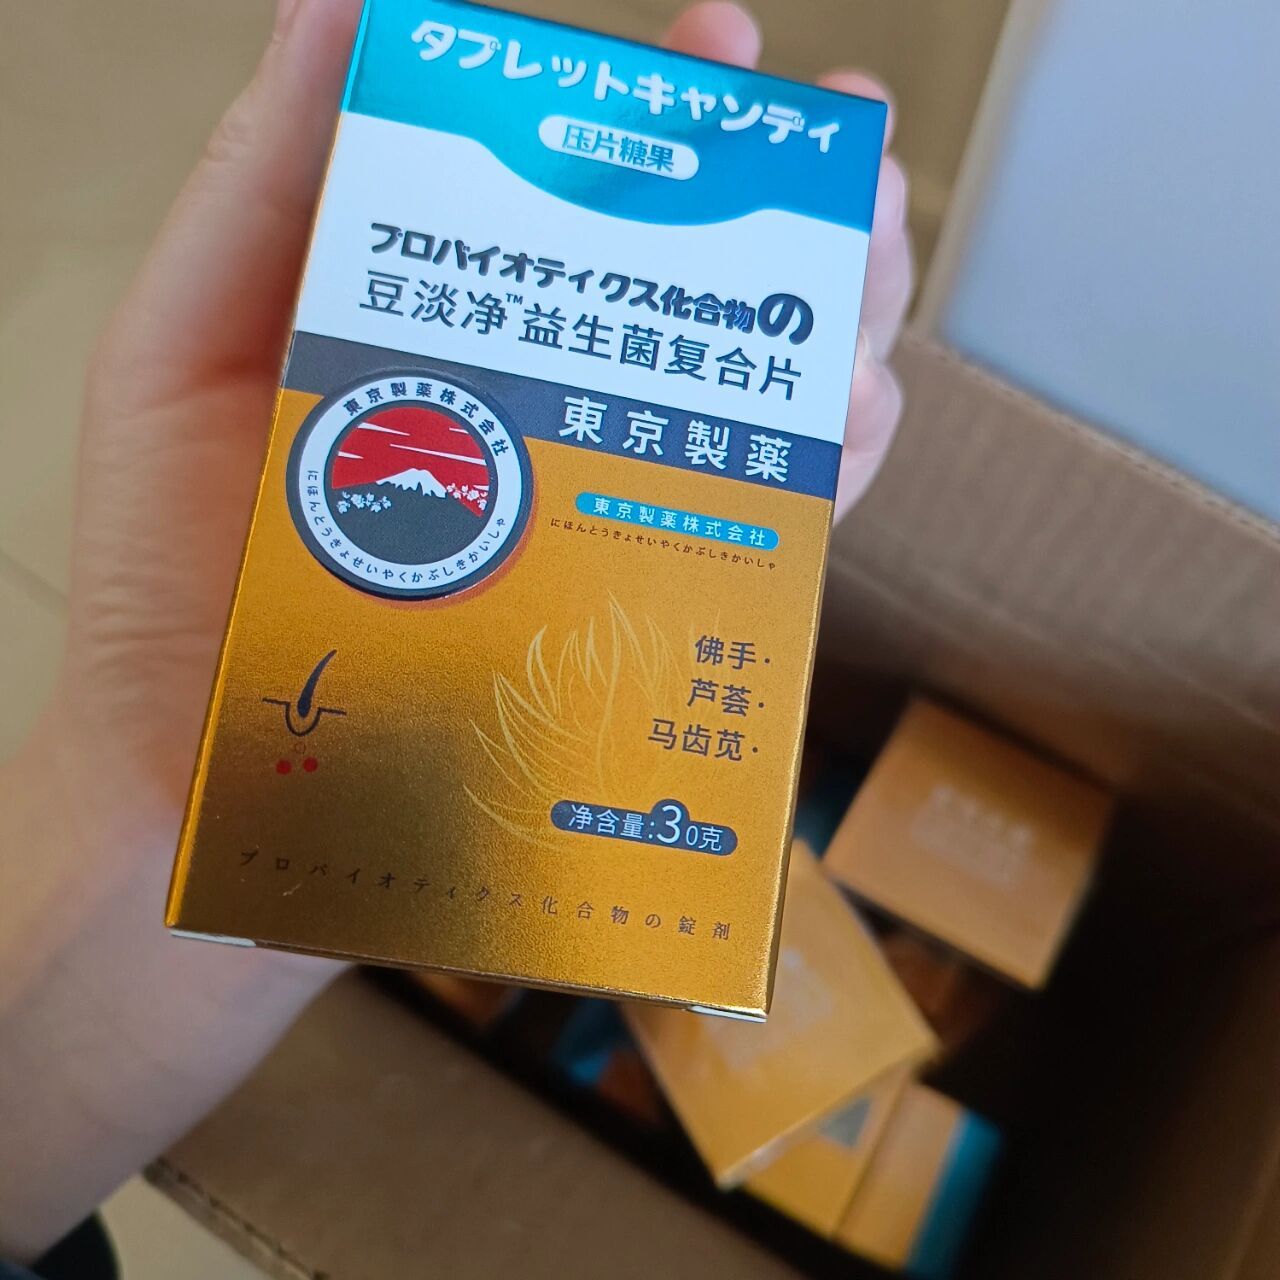 タブレットキャンディ
压片糖果
プロバイオティクス化合物の
豆淡净™益生菌复合片
東京製薬
東京製薬株式会社
にほんとうきょせいやくかぶしきかいしゃ
東京製薬株式会社
にほんとうきょせいやくかぶしきかいしゃ
佛手·
芦荟·
马齿苋·
净含量:30克
プロバイオティクス化合物の錠剤